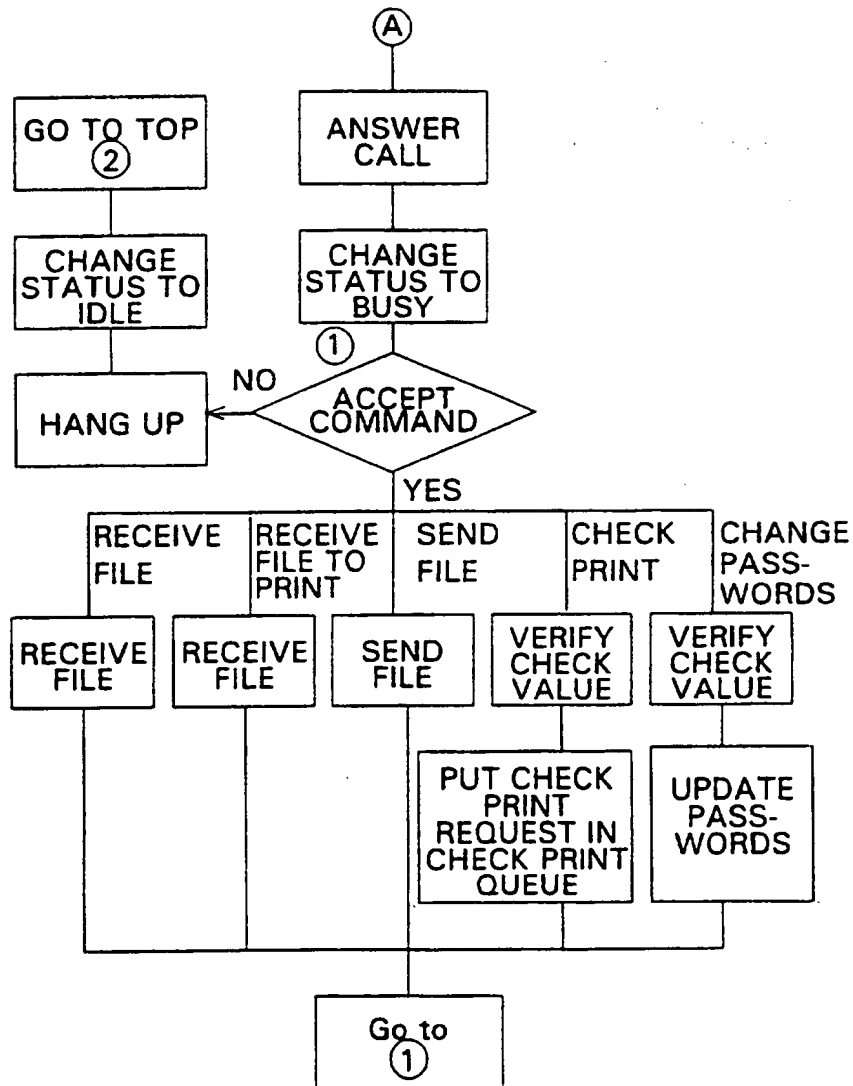 A
GO TO TOP
2
ANSWER
CALL
CHANGE
STATUS TO
IDLE
CHANGE
STATUS TO
BUSY
1
NO
HANG UP
ACCEPT
COMMAND
YES
RECEIVE
FILE
RECEIVE
FILE TO
PRINT
SEND
FILE
CHECK
PRINT
CHANGE
PASS-
WORDS
RECEIVE
FILE
RECEIVE
FILE
SEND
FILE
VERIFY
CHECK
VALUE
VERIFY
CHECK
VALUE
PUT CHECK
PRINT
REQUEST IN
CHECK PRINT
QUEUE
UPDATE
PASS-
WORDS
Go to
1